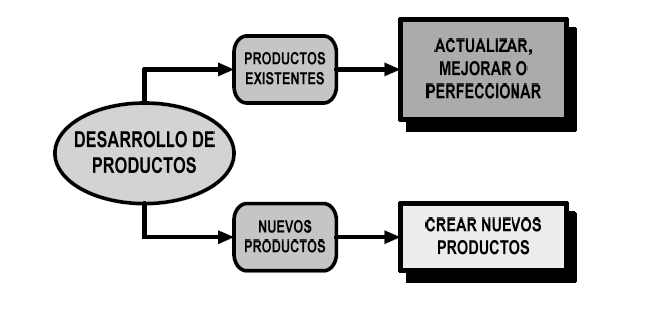 PRODUCTOS
EXISTENTES
ACTUALIZAR,
MEJORAR O
PERFECCIONAR
DESARROLLO DE
PRODUCTOS
NUEVOS
PRODUCTOS
CREAR NUEVOS
PRODUCTOS